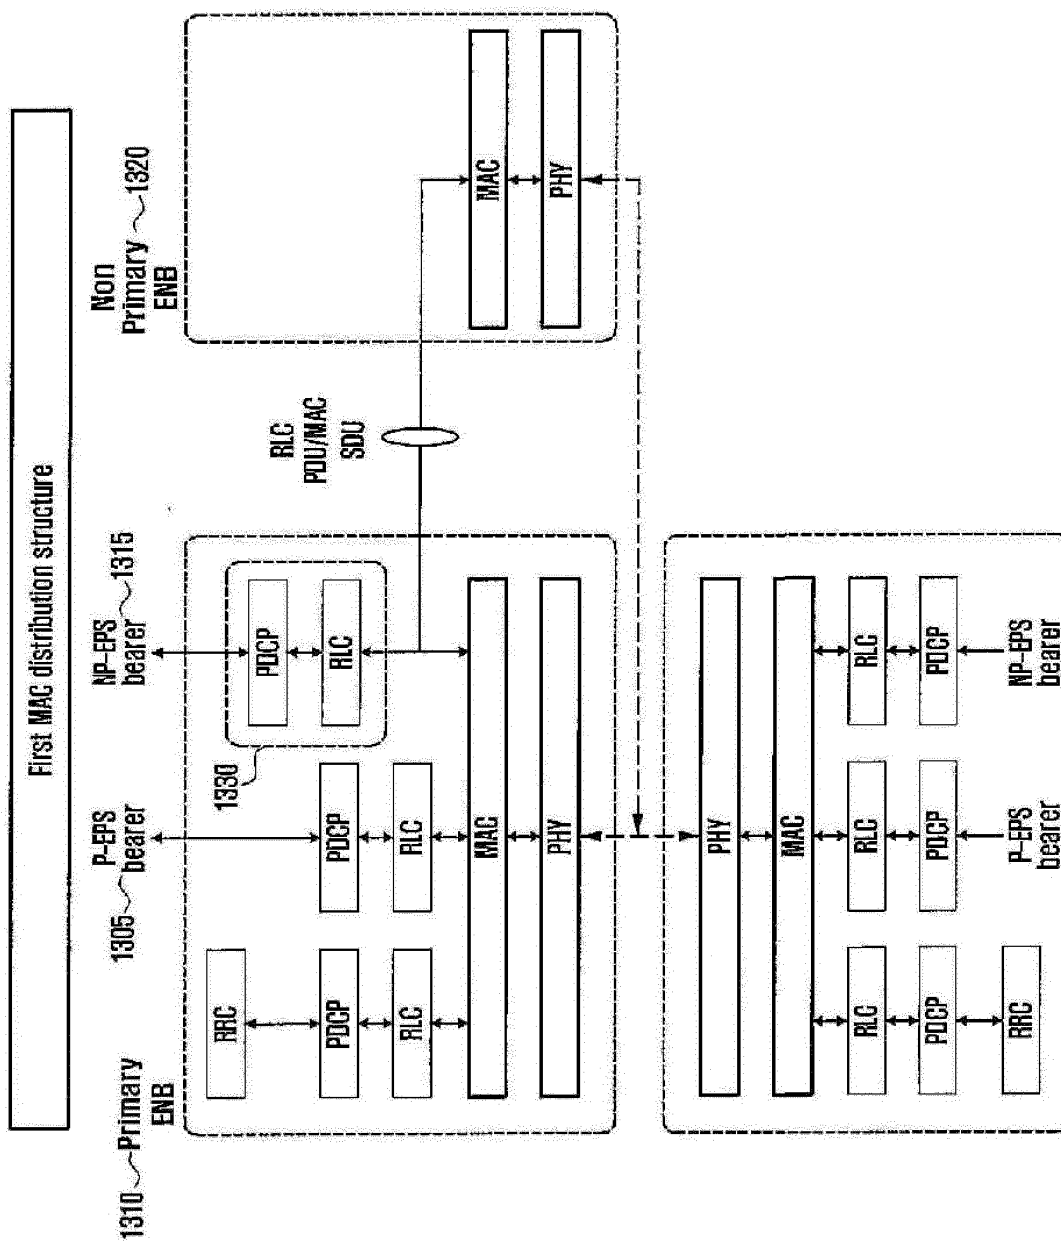 First MAC distribution structure
1310
Primary
ENB
1305
P-EPS
bearer
NP-EPS
bearer
1315
Non
Primary
ENB
1320
RRC
PDCP
RLC
PDCP
RLC
1330
PDCP
RLC
MAC
PHY
RLC
PDU/MAC
SDU
MAC
PHY
PHY
MAC
RLC
PDCP
RRC
RLC
PDCP
P-EPS
bearer
RLC
PDCP
NP-EPS
bearer